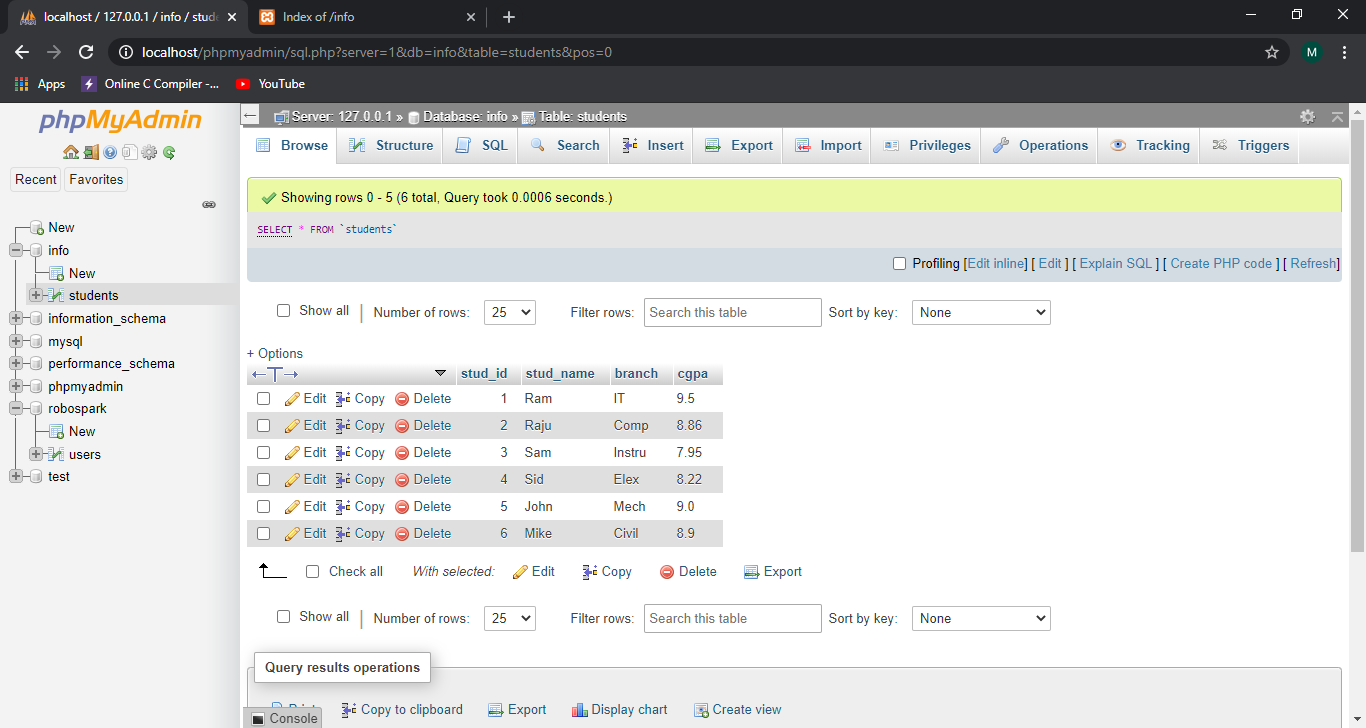 localhost / 127.0.0.1 / info / stude
Index of /info
localhost/phpmyadmin/sql.php?server=1&db=info&table=students&pos=0
M
Apps
Online C Compiler -...
YouTube
phpMyAdmin
Recent
Favorites
New
info
New
students
information_schema
mysql
performance_schema
phpmyadmin
robospark
New
users
test
Server: 127.0.0.1 » Database: info » Table: students
Browse Structure SQL Search Insert Export Import Privileges Operations Tracking Triggers
Showing rows 0 - 5 (6 total, Query took 0.0006 seconds.)
SELECT * FROM `students`
Profiling [Edit inline] [ Edit ] [ Explain SQL ] [ Create PHP code ] [ Refresh]
Show all | Number of rows: 25 Filter rows: Search this table Sort by key: None
+ Options
←T→ stud_id stud_name branch cgpa
Edit Copy Delete 1 Ram IT 9.5
Edit Copy Delete 2 Raju Comp 8.86
Edit Copy Delete 3 Sam Instru 7.95
Edit Copy Delete 4 Sid Elex 8.22
Edit Copy Delete 5 John Mech 9.0
Edit Copy Delete 6 Mike Civil 8.9
Check all With selected: Edit Copy Delete Export
Show all | Number of rows: 25 Filter rows: Search this table Sort by key: None
Query results operations
Print Copy to clipboard Export Display chart Create view
Console